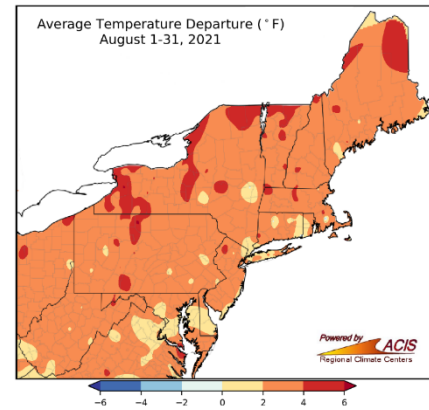 Average Temperature Departure (°F)
August 1-31, 2021
Powered by
ACIS
Regional Climate Centers
−6 −4 −2 0 2 4 6